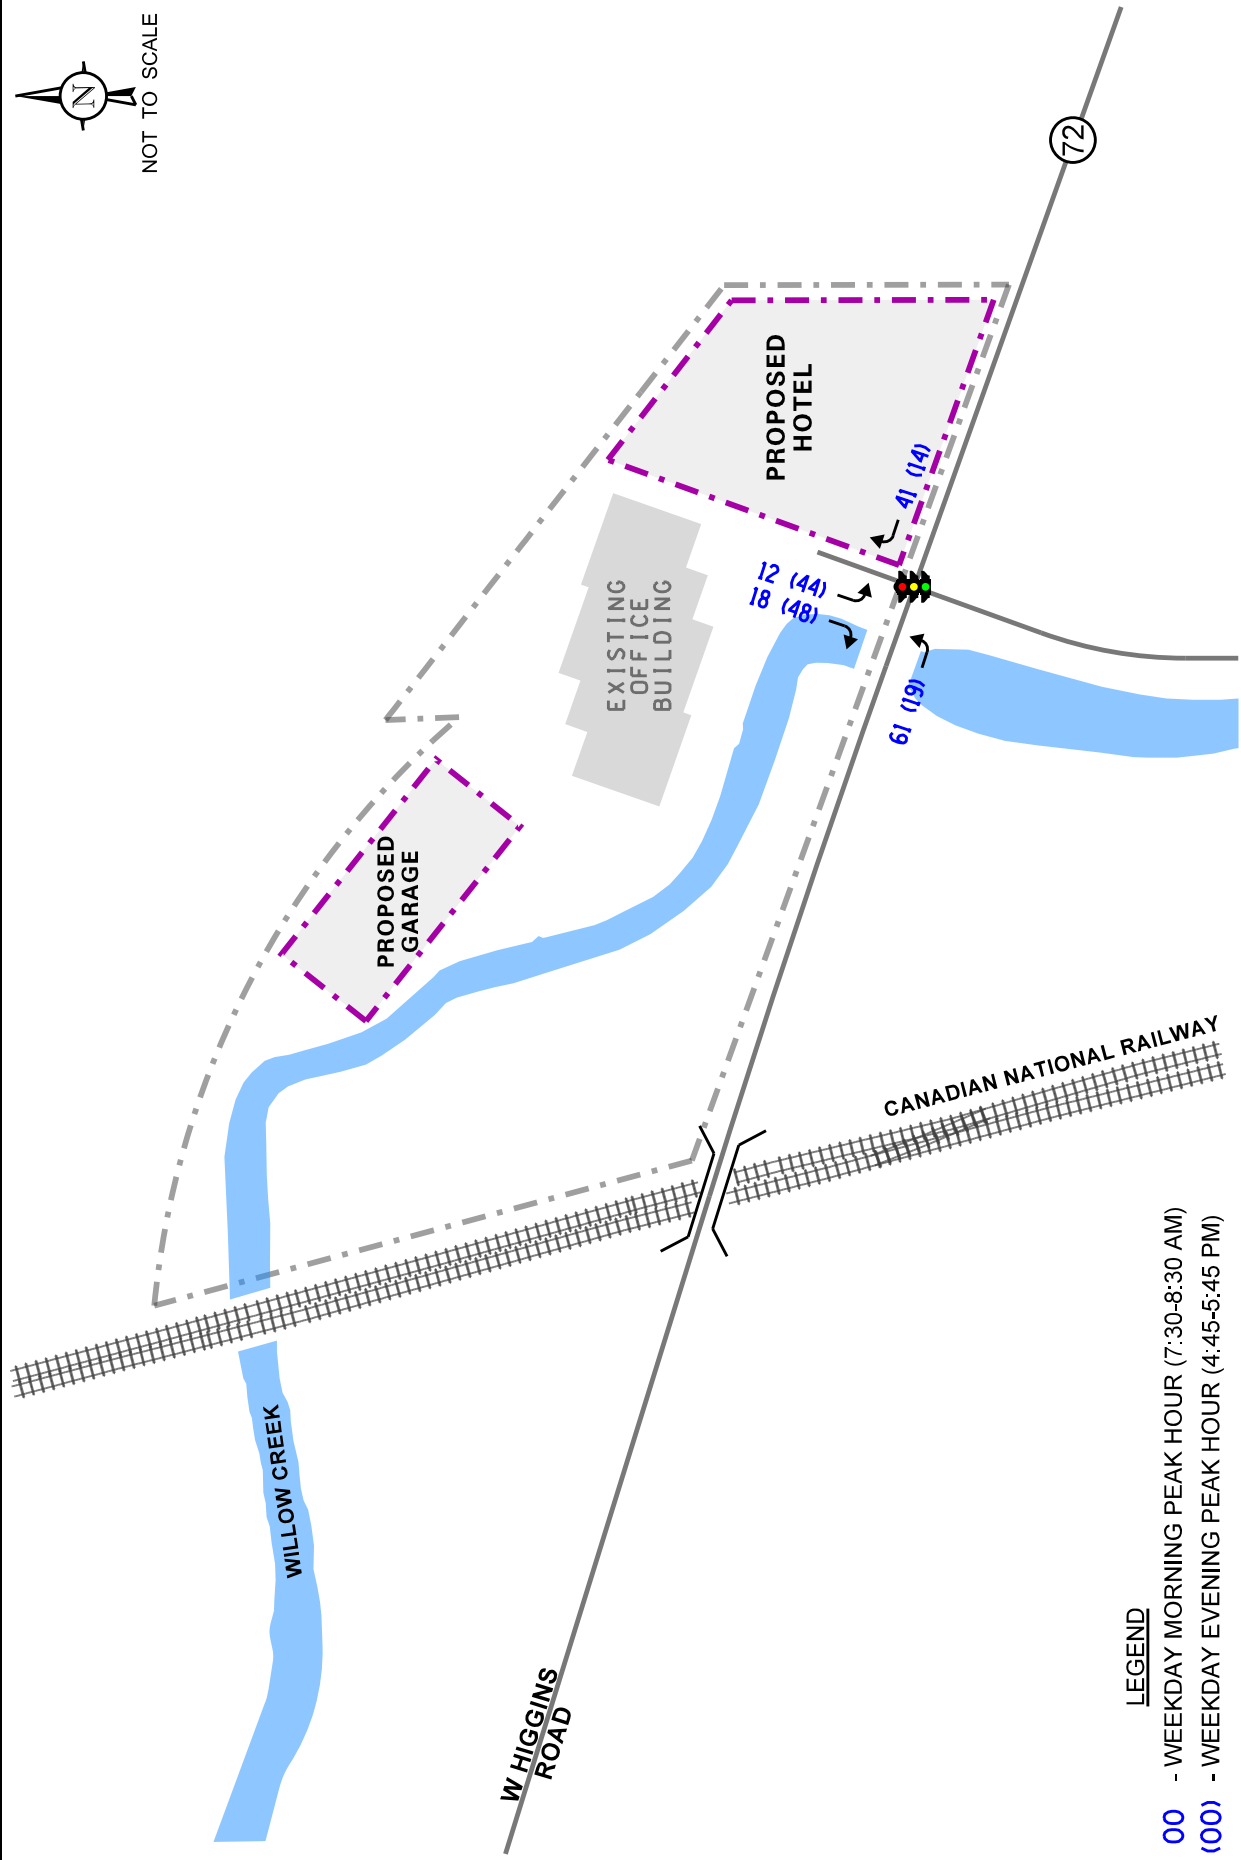 N
NOT TO SCALE
72
PROPOSED
HOTEL
41 (14)
12 (44)
18 (48)
61 (19)
EXISTING
OFFICE
BUILDING
PROPOSED
GARAGE
CANADIAN NATIONAL RAILWAY
WILLOW CREEK
W HIGGINS
ROAD
LEGEND
00 - WEEKDAY MORNING PEAK HOUR (7:30-8:30 AM)
(00) - WEEKDAY EVENING PEAK HOUR (4:45-5:45 PM)